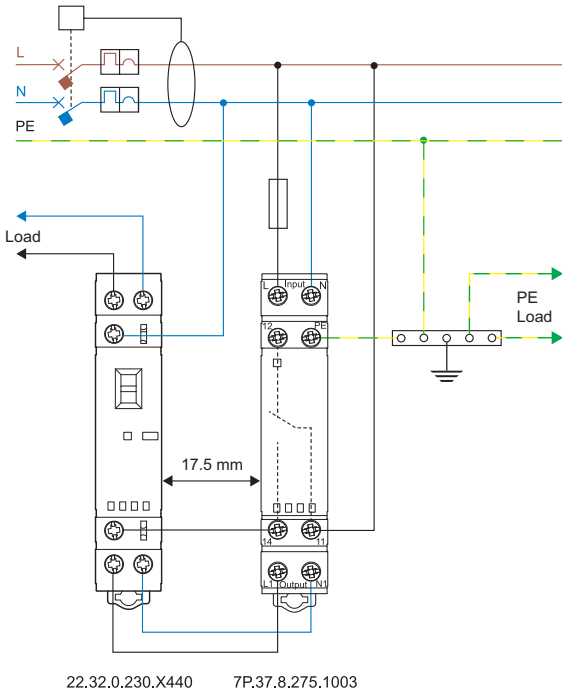 L
N
PE
Load
L Input N
12 PE
PE
Load
17.5 mm
14 11
L1 Output N1
22.32.0.230.X440 7P.37.8.275.1003